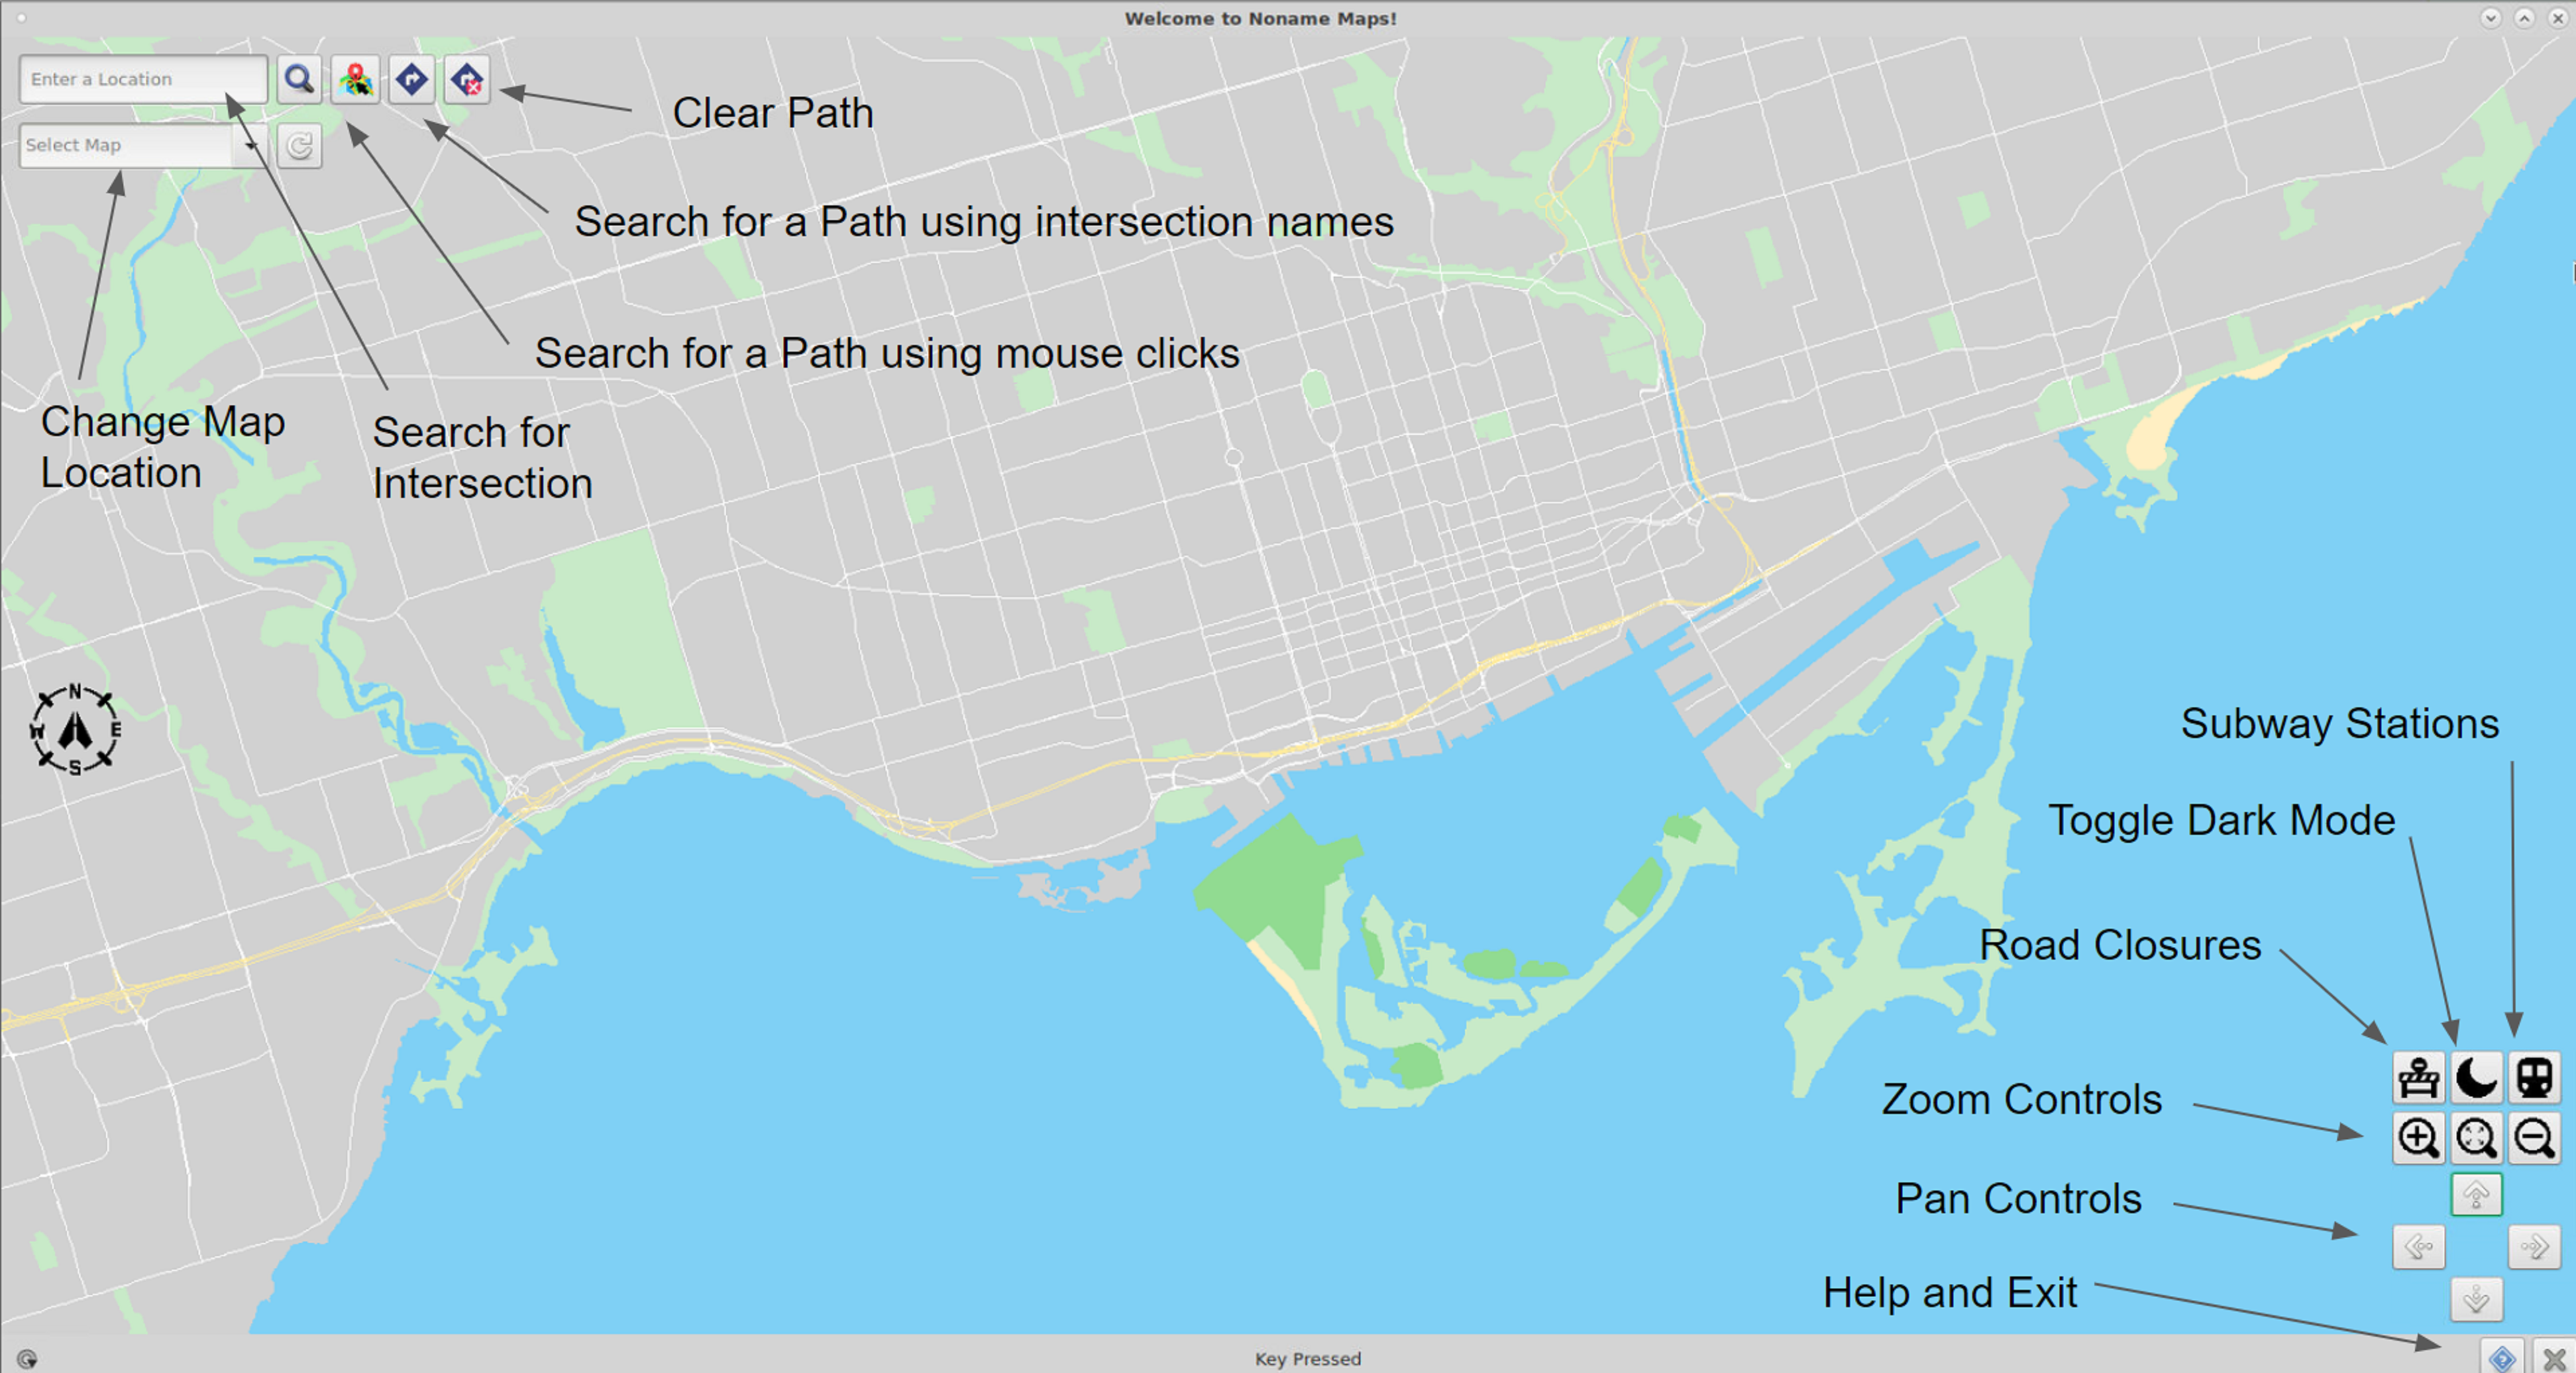 Welcome to Noname Maps!
Enter a Location
Select Map
Clear Path
Search for a Path using intersection names
Search for a Path using mouse clicks
Change Map
Location
Search for
Intersection
N
W E
S
Subway Stations
Toggle Dark Mode
Road Closures
Zoom Controls
Pan Controls
Help and Exit
Key Pressed